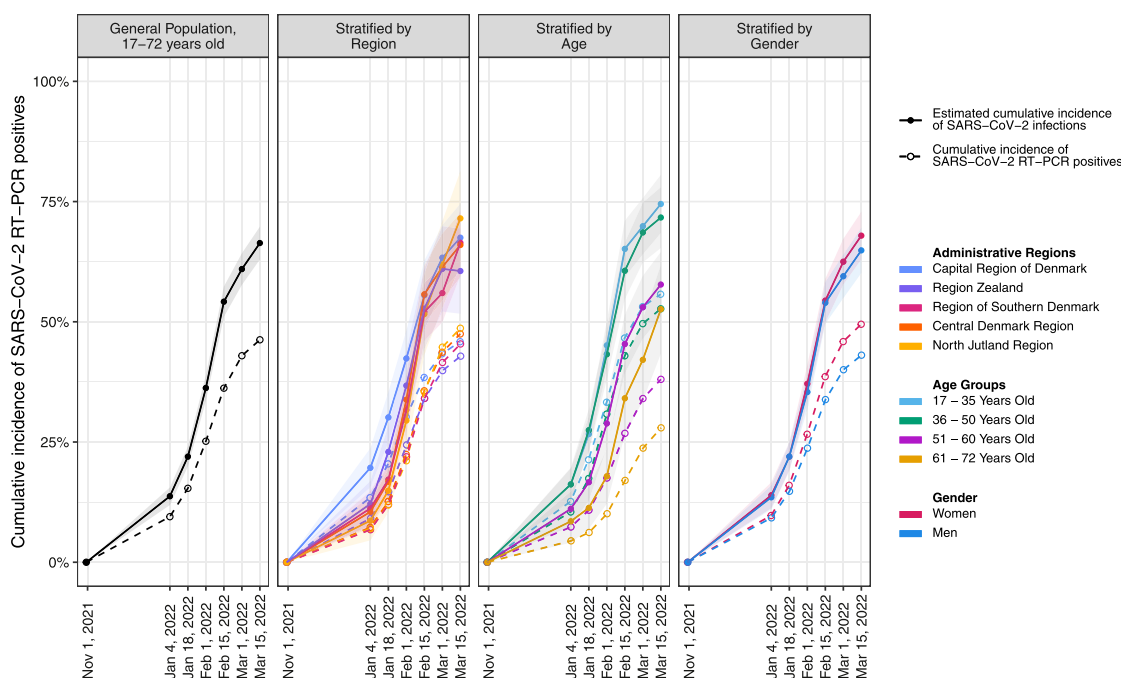 General Population,
17−72 years old
Stratified by
Region
Stratified by
Age
Stratified by
Gender
Cumulative incidence of SARS−CoV−2 RT−PCR positives
100%
75%
50%
25%
0%
Nov 1, 2021
Jan 4, 2022
Jan 18, 2022
Feb 1, 2022
Feb 15, 2022
Mar 1, 2022
Mar 15, 2022
Nov 1, 2021
Jan 4, 2022
Jan 18, 2022
Feb 1, 2022
Feb 15, 2022
Mar 1, 2022
Mar 15, 2022
Nov 1, 2021
Jan 4, 2022
Jan 18, 2022
Feb 1, 2022
Feb 15, 2022
Mar 1, 2022
Mar 15, 2022
Nov 1, 2021
Jan 4, 2022
Jan 18, 2022
Feb 1, 2022
Feb 15, 2022
Mar 1, 2022
Mar 15, 2022
Estimated cumulative incidence
of SARS−CoV−2 infections
Cumulative incidence of
SARS−CoV−2 RT−PCR positives
Administrative Regions
Capital Region of Denmark
Region Zealand
Region of Southern Denmark
Central Denmark Region
North Jutland Region
Age Groups
17 − 35 Years Old
36 − 50 Years Old
51 − 60 Years Old
61 − 72 Years Old
Gender
Women
Men